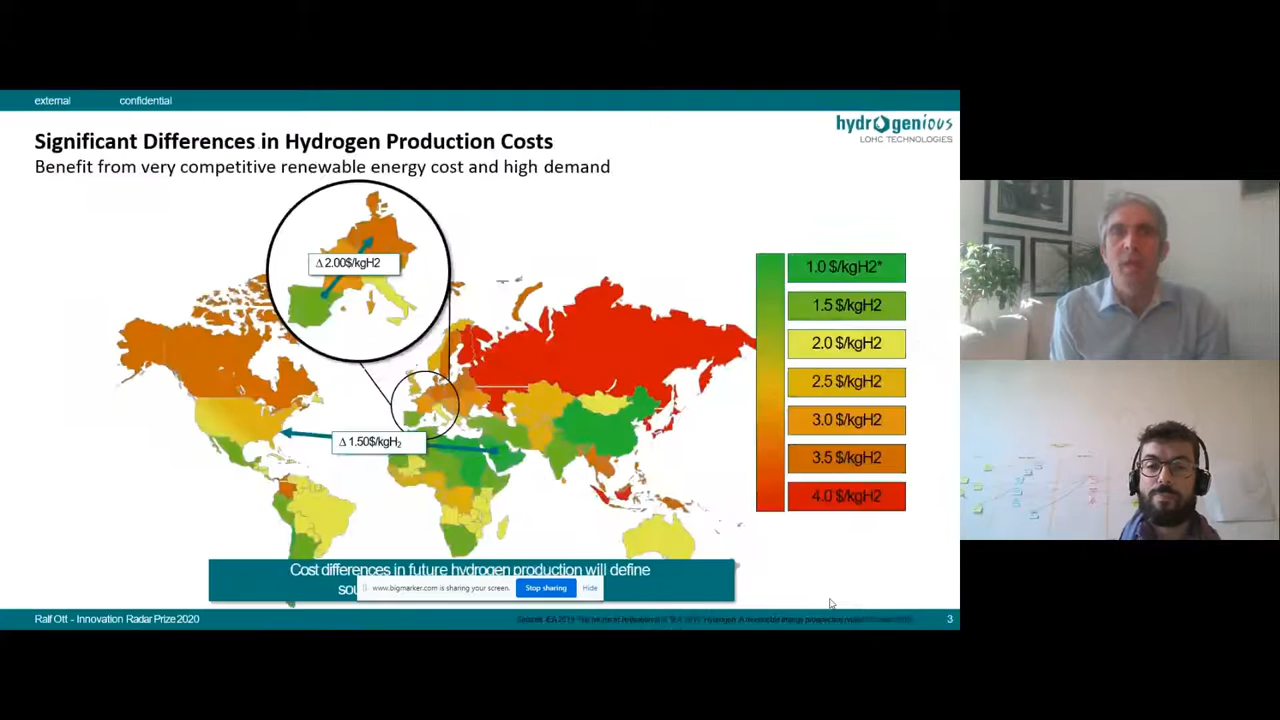 external confidential
hydrogenious
LOHC TECHNOLOGIES
Significant Differences in Hydrogen Production Costs
Benefit from very competitive renewable energy cost and high demand
Δ 2.00$/kgH2
Δ 1.50$/kgH₂
1.0 $/kgH2*
1.5 $/kgH2
2.0 $/kgH2
2.5 $/kgH2
3.0 $/kgH2
3.5 $/kgH2
4.0 $/kgH2
Cost differences in future hydrogen production will define
www.bigmarker.com is sharing your screen. Stop sharing Hide
Ralf Ott - Innovation Radar Prize 2020
3